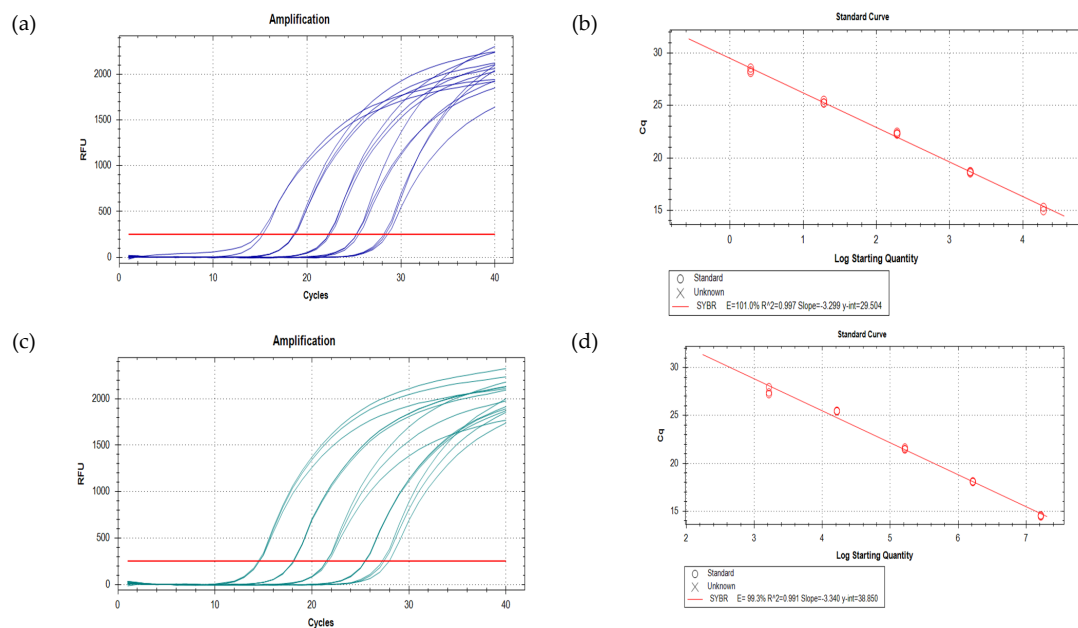 (a)
Amplification
RFU
2000
1500
1000
500
0
0 10 20 30 40
Cycles
(b)
Standard Curve
Cq
30
25
20
15
0 1 2 3 4
Log Starting Quantity
Standard
Unknown
SYBR E=101.0% R^2=0.997 Slope=-3.299 y-int=29.504
(c)
Amplification
RFU
2000
1500
1000
500
0
0 10 20 30 40
Cycles
(d)
Standard Curve
Cq
30
25
20
15
2 3 4 5 6 7
Log Starting Quantity
Standard
Unknown
SYBR E= 99.3% R^2=0.991 Slope=-3.340 y-int=38.850